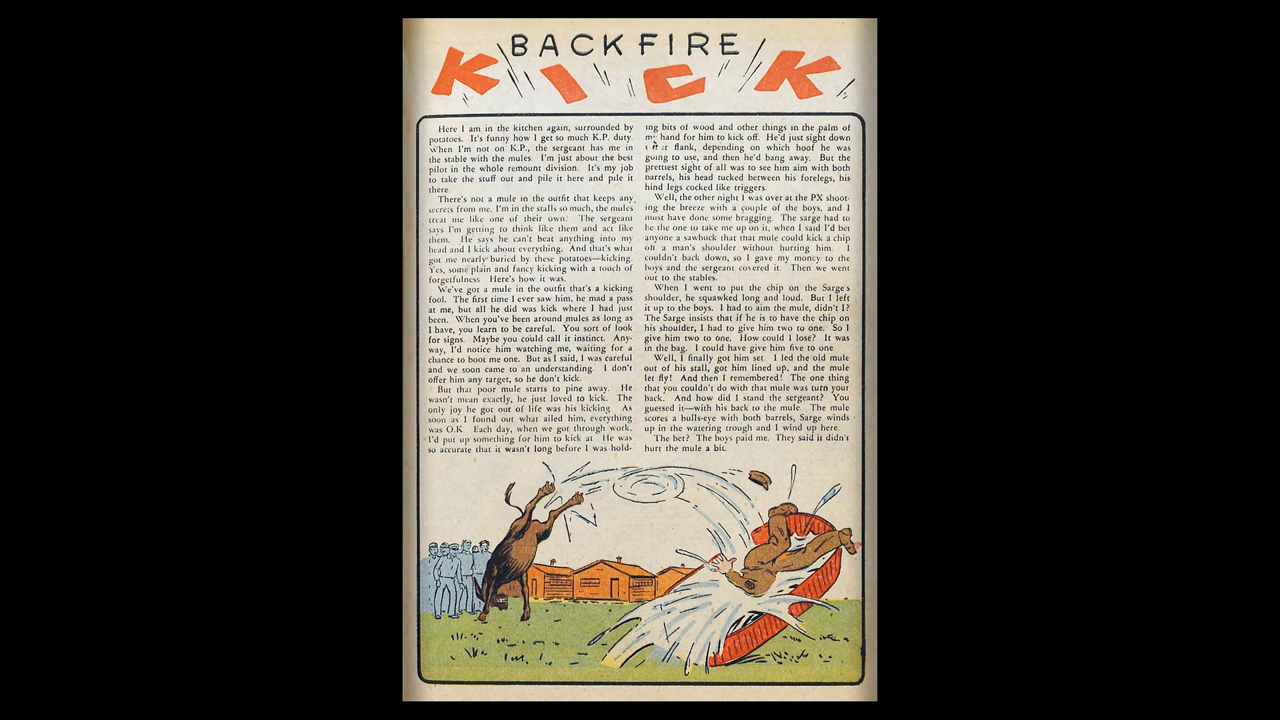 BACKFIRE
KICK
Here I am in the kitchen again, surrounded by
potatoes. It's funny how I get so much K.P. duty.
When I'm not on K.P., the sergeant has me in
the stable with the mules. I'm just about the best
pilot in the whole remount division. It's my job
to take the stuff out and pile it here and pile it
there.
There's not a mule in the outfit that keeps any
secrets from me. I'm in the stalls so much, the mules
treat me like one of their own. The sergeant
says I'm getting to think like them and act like
them. He says he can't beat anything into my
head and I kick about everything. And that's what
got me nearly buried by these potatoes—kicking.
Yes, some plain and fancy kicking with a touch of
forgetfulness. Here's how it was.
We've got a mule in the outfit that's a kicking
fool. The first time I ever saw him, he mad a pass
at me, but all he did was kick where I had just
been. When you've been around mules as long as
I have, you learn to be careful. You sort of look
for signs. Maybe you could call it instinct. Any-
way, I'd notice him watching me, waiting for a
chance to boot me one. But as I said, I was careful
and we soon came to an understanding. I don't
offer him any target, so he don't kick.
But that poor mule starts to pine away. He
wasn't mean exactly, he just loved to kick. The
only joy he got out of life was his kicking. As
soon as I found out what ailed him, everything
was O.K. Each day, when we got through work,
I'd put up something for him to kick at. He was
so accurate that it wasn't long before I was hold-
ing bits of wood and other things in the palm of
my hand for him to kick off. He'd just sight down
flank, depending on which hoof he was
going to use, and then he'd bang away. But the
prettiest sight of all was to see him aim with both
barrels, his head tucked between his forelegs, his
hind legs cocked like triggers.
Well, the other night I was over at the PX shoot-
ing the breeze with a couple of the boys, and I
must have done some bragging. The sarge had to
be the one to take me up on it, when I said I'd bet
anyone a sawbuck that that mule could kick a chip
off a man's shoulder without hurting him. I
couldn't back down, so I gave my money to the
boys and the sergeant covered it. Then we went
out to the stables.
When I went to put the chip on the Sarge's
shoulder, he squawked long and loud. But I left
it up to the boys. I had to aim the mule, didn't I?
The Sarge insists that if he is to have the chip on
his shoulder, I had to give him two to one. So I
give him two to one. How could I lose? It was
in the bag. I could have give him five to one.
Well, I finally got him set. I led the old mule
out of his stall, got him lined up, and the mule
let fly! And then I remembered! The one thing
that you couldn't do with that mule was turn your
back. And how did I stand the sergeant? You
guessed it—with his back to the mule. The mule
scores a bulls-eye with both barrels, Sarge winds
up in the watering trough and I wind up here.
The bet? The boys paid me. They said it didn't
hurt the mule a bit.